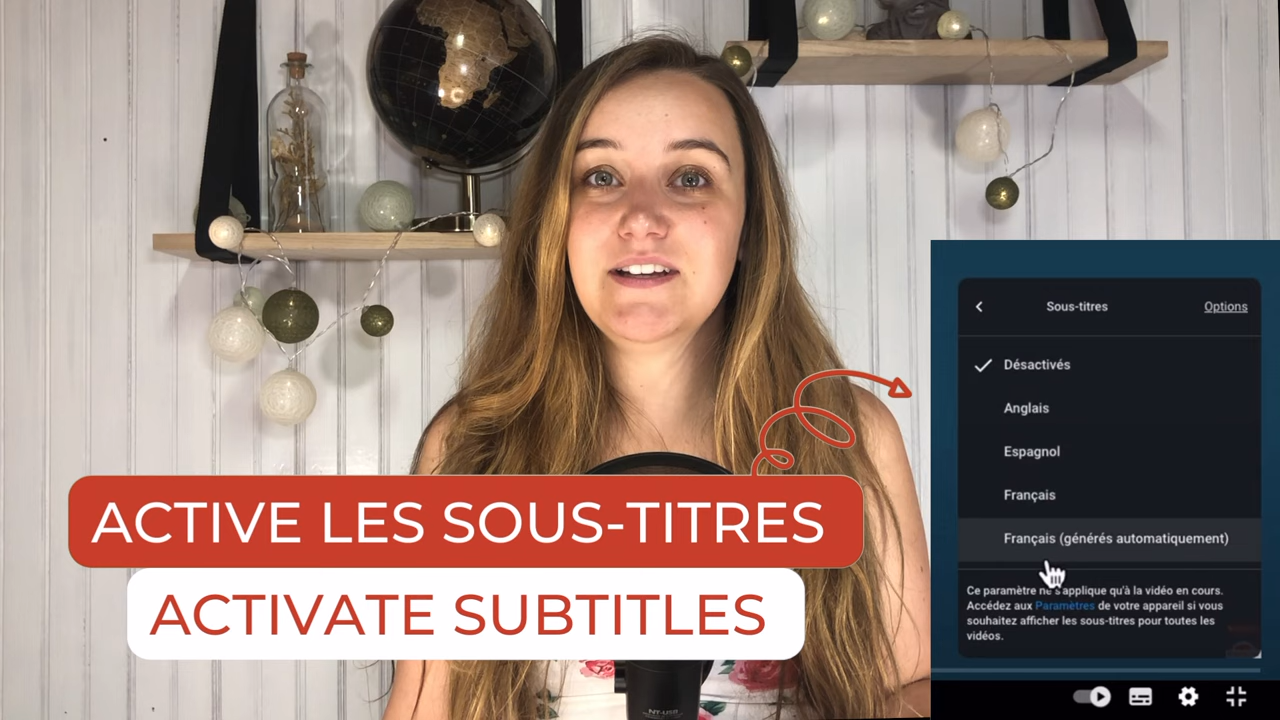 Sous-titres
Options
Désactivés
Anglais
Espagnol
Français
Français (générés automatiquement)
Ce paramètre ne s'applique qu'à la vidéo en cours.
Accédez aux Paramètres de votre appareil si vous
souhaitez afficher les sous-titres pour toutes les
vidéos.
ACTIVE LES SOUS-TITRES
ACTIVATE SUBTITLES
NT-USB